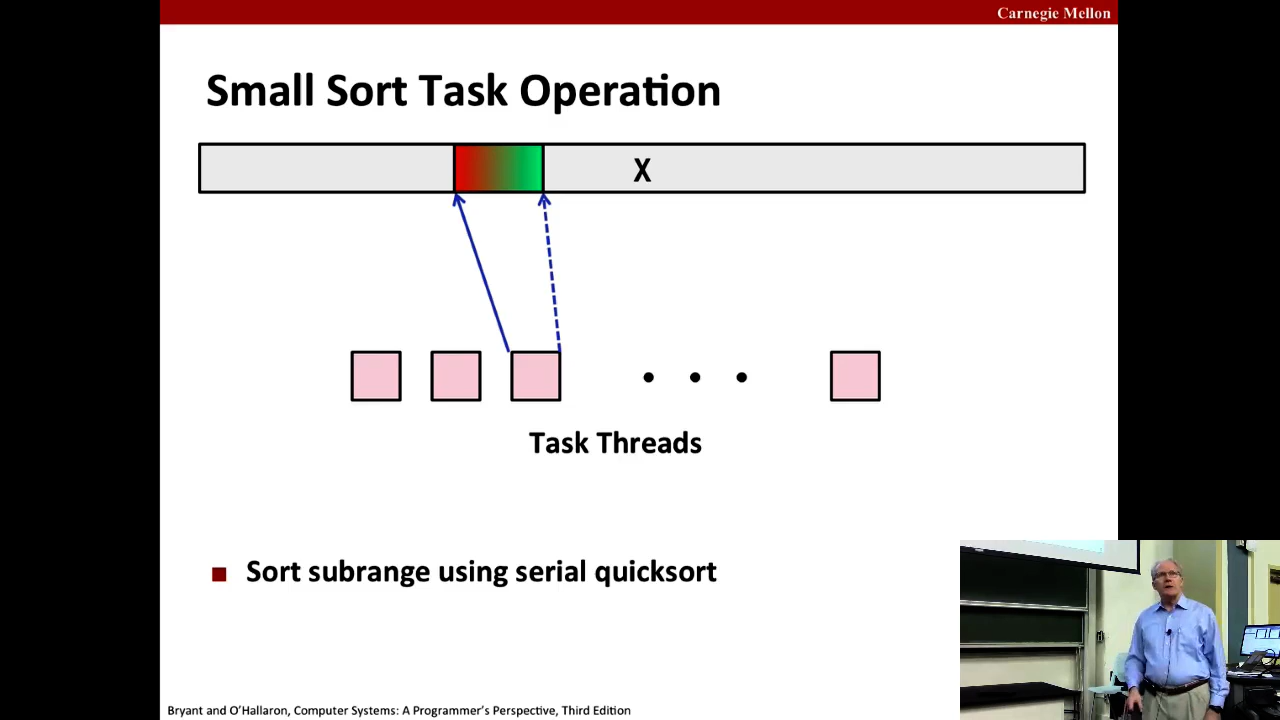 Carnegie Mellon
Small Sort Task Operation
X
Task Threads
■ Sort subrange using serial quicksort
Bryant and O'Hallaron, Computer Systems: A Programmer's Perspective, Third Edition